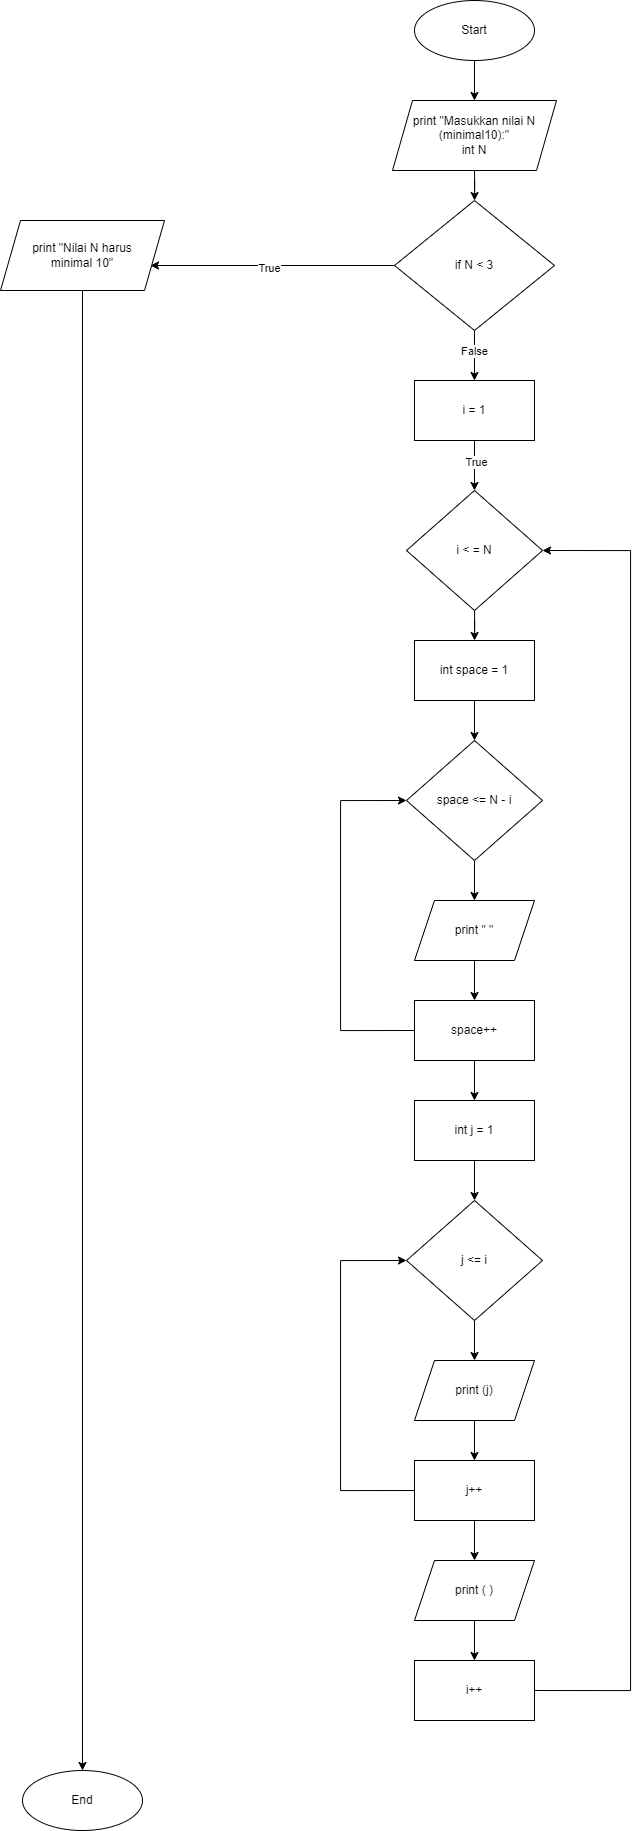 Start
print "Masukkan nilai N
(minimal10):"
int N
if N < 3
True
print "Nilai N harus
minimal 10"
False
i = 1
True
i < = N
int space = 1
space <= N - i
print " "
space++
int j = 1
j <= i
print (j)
j++
print ( )
i++
End